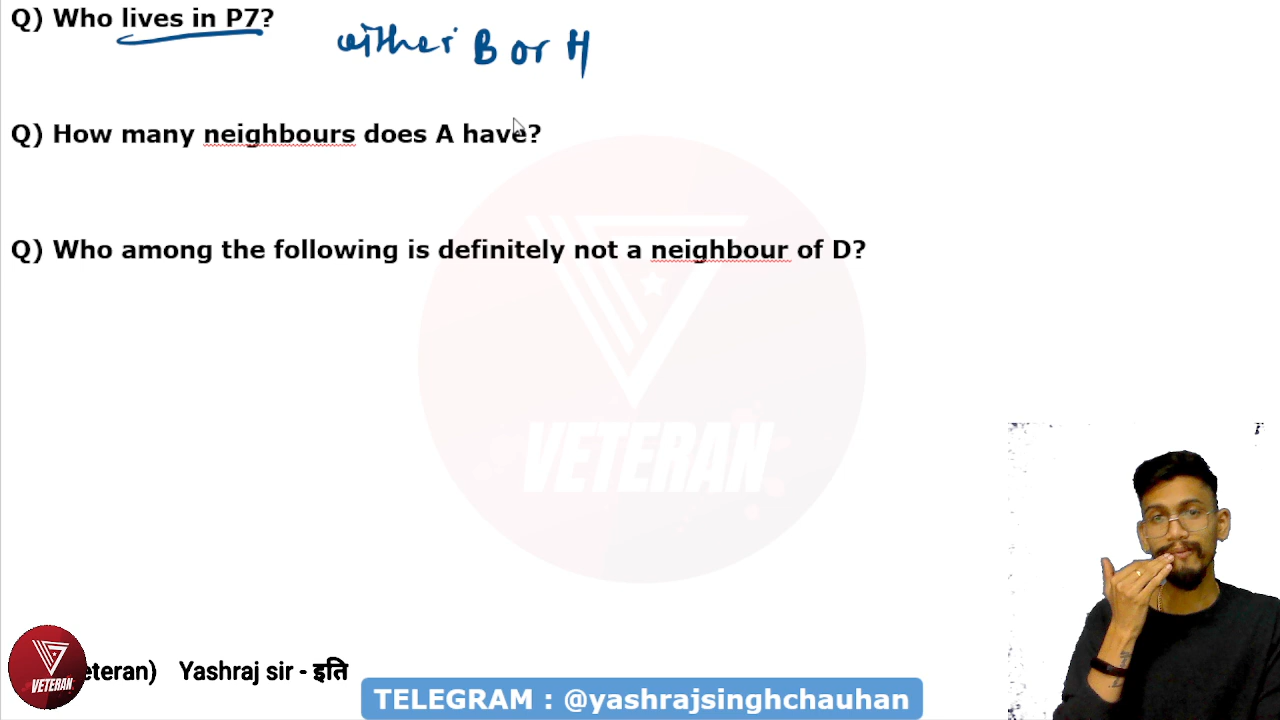 Q) Who lives in P7?
either B or H
Q) How many neighbours does A have?
Q) Who among the following is definitely not a neighbour of D?
VETERAN
VETERAN
eteran) Yashraj sir - इति
TELEGRAM : @yashrajsinghchauhan